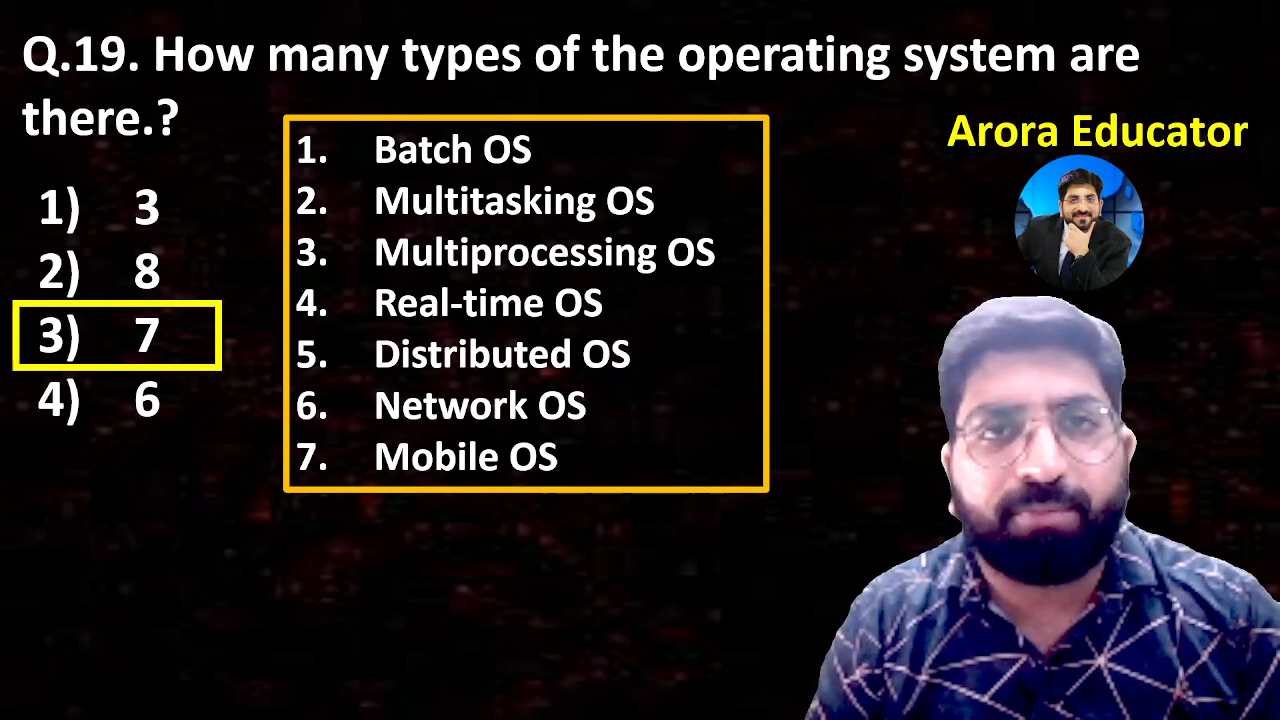 Q.19. How many types of the operating system are
there.?
Arora Educator
1) 3
2) 8
3) 7
4) 6
1. Batch OS
2. Multitasking OS
3. Multiprocessing OS
4. Real-time OS
5. Distributed OS
6. Network OS
7. Mobile OS